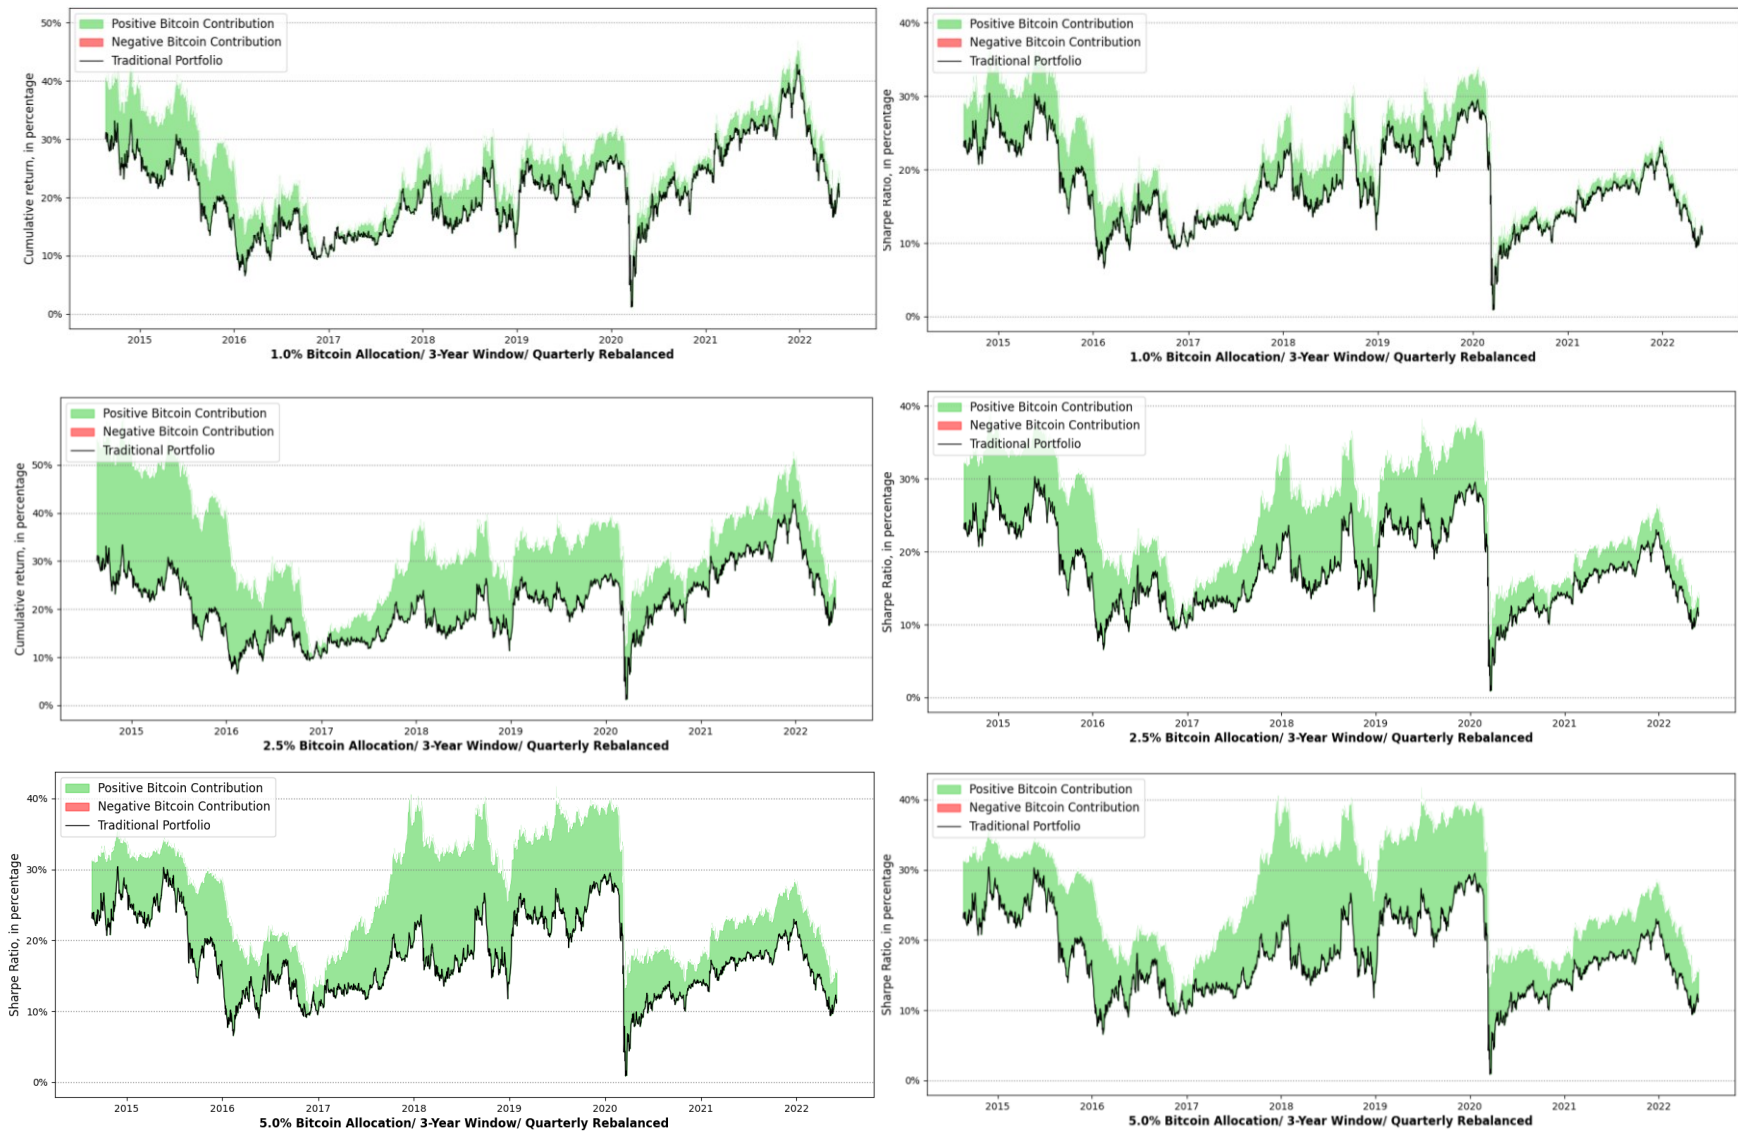 50%
40%
30%
20%
10%
0%
Cumulative return, in percentage
Positive Bitcoin Contribution
Negative Bitcoin Contribution
Traditional Portfolio
2015 2016 2017 2018 2019 2020 2021 2022
1.0% Bitcoin Allocation/ 3-Year Window/ Quarterly Rebalanced
40%
30%
20%
10%
0%
Sharpe Ratio, in percentage
Positive Bitcoin Contribution
Negative Bitcoin Contribution
Traditional Portfolio
2015 2016 2017 2018 2019 2020 2021 2022
1.0% Bitcoin Allocation/ 3-Year Window/ Quarterly Rebalanced
50%
40%
30%
20%
10%
0%
Cumulative return, in percentage
Positive Bitcoin Contribution
Negative Bitcoin Contribution
Traditional Portfolio
2015 2016 2017 2018 2019 2020 2021 2022
2.5% Bitcoin Allocation/ 3-Year Window/ Quarterly Rebalanced
40%
30%
20%
10%
0%
Sharpe Ratio, in percentage
Positive Bitcoin Contribution
Negative Bitcoin Contribution
Traditional Portfolio
2015 2016 2017 2018 2019 2020 2021 2022
2.5% Bitcoin Allocation/ 3-Year Window/ Quarterly Rebalanced
40%
30%
20%
10%
0%
Sharpe Ratio, in percentage
Positive Bitcoin Contribution
Negative Bitcoin Contribution
Traditional Portfolio
2015 2016 2017 2018 2019 2020 2021 2022
5.0% Bitcoin Allocation/ 3-Year Window/ Quarterly Rebalanced
40%
30%
20%
10%
0%
Sharpe Ratio, in percentage
Positive Bitcoin Contribution
Negative Bitcoin Contribution
Traditional Portfolio
2015 2016 2017 2018 2019 2020 2021 2022
5.0% Bitcoin Allocation/ 3-Year Window/ Quarterly Rebalanced